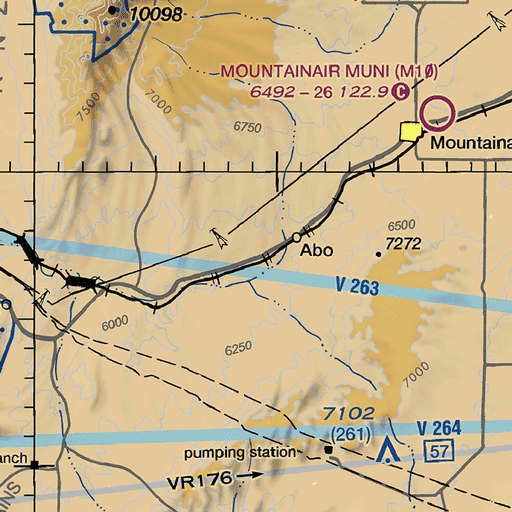 10098
7500
7000
MOUNTAINAIR MUNI (M1Ø)
6492 – 26 122.9 C
6750
Mountaina
6500
7272
Abo
V 263
6000
6250
7000
7102
(261)
V 264
57
pumping station
anch
VR176